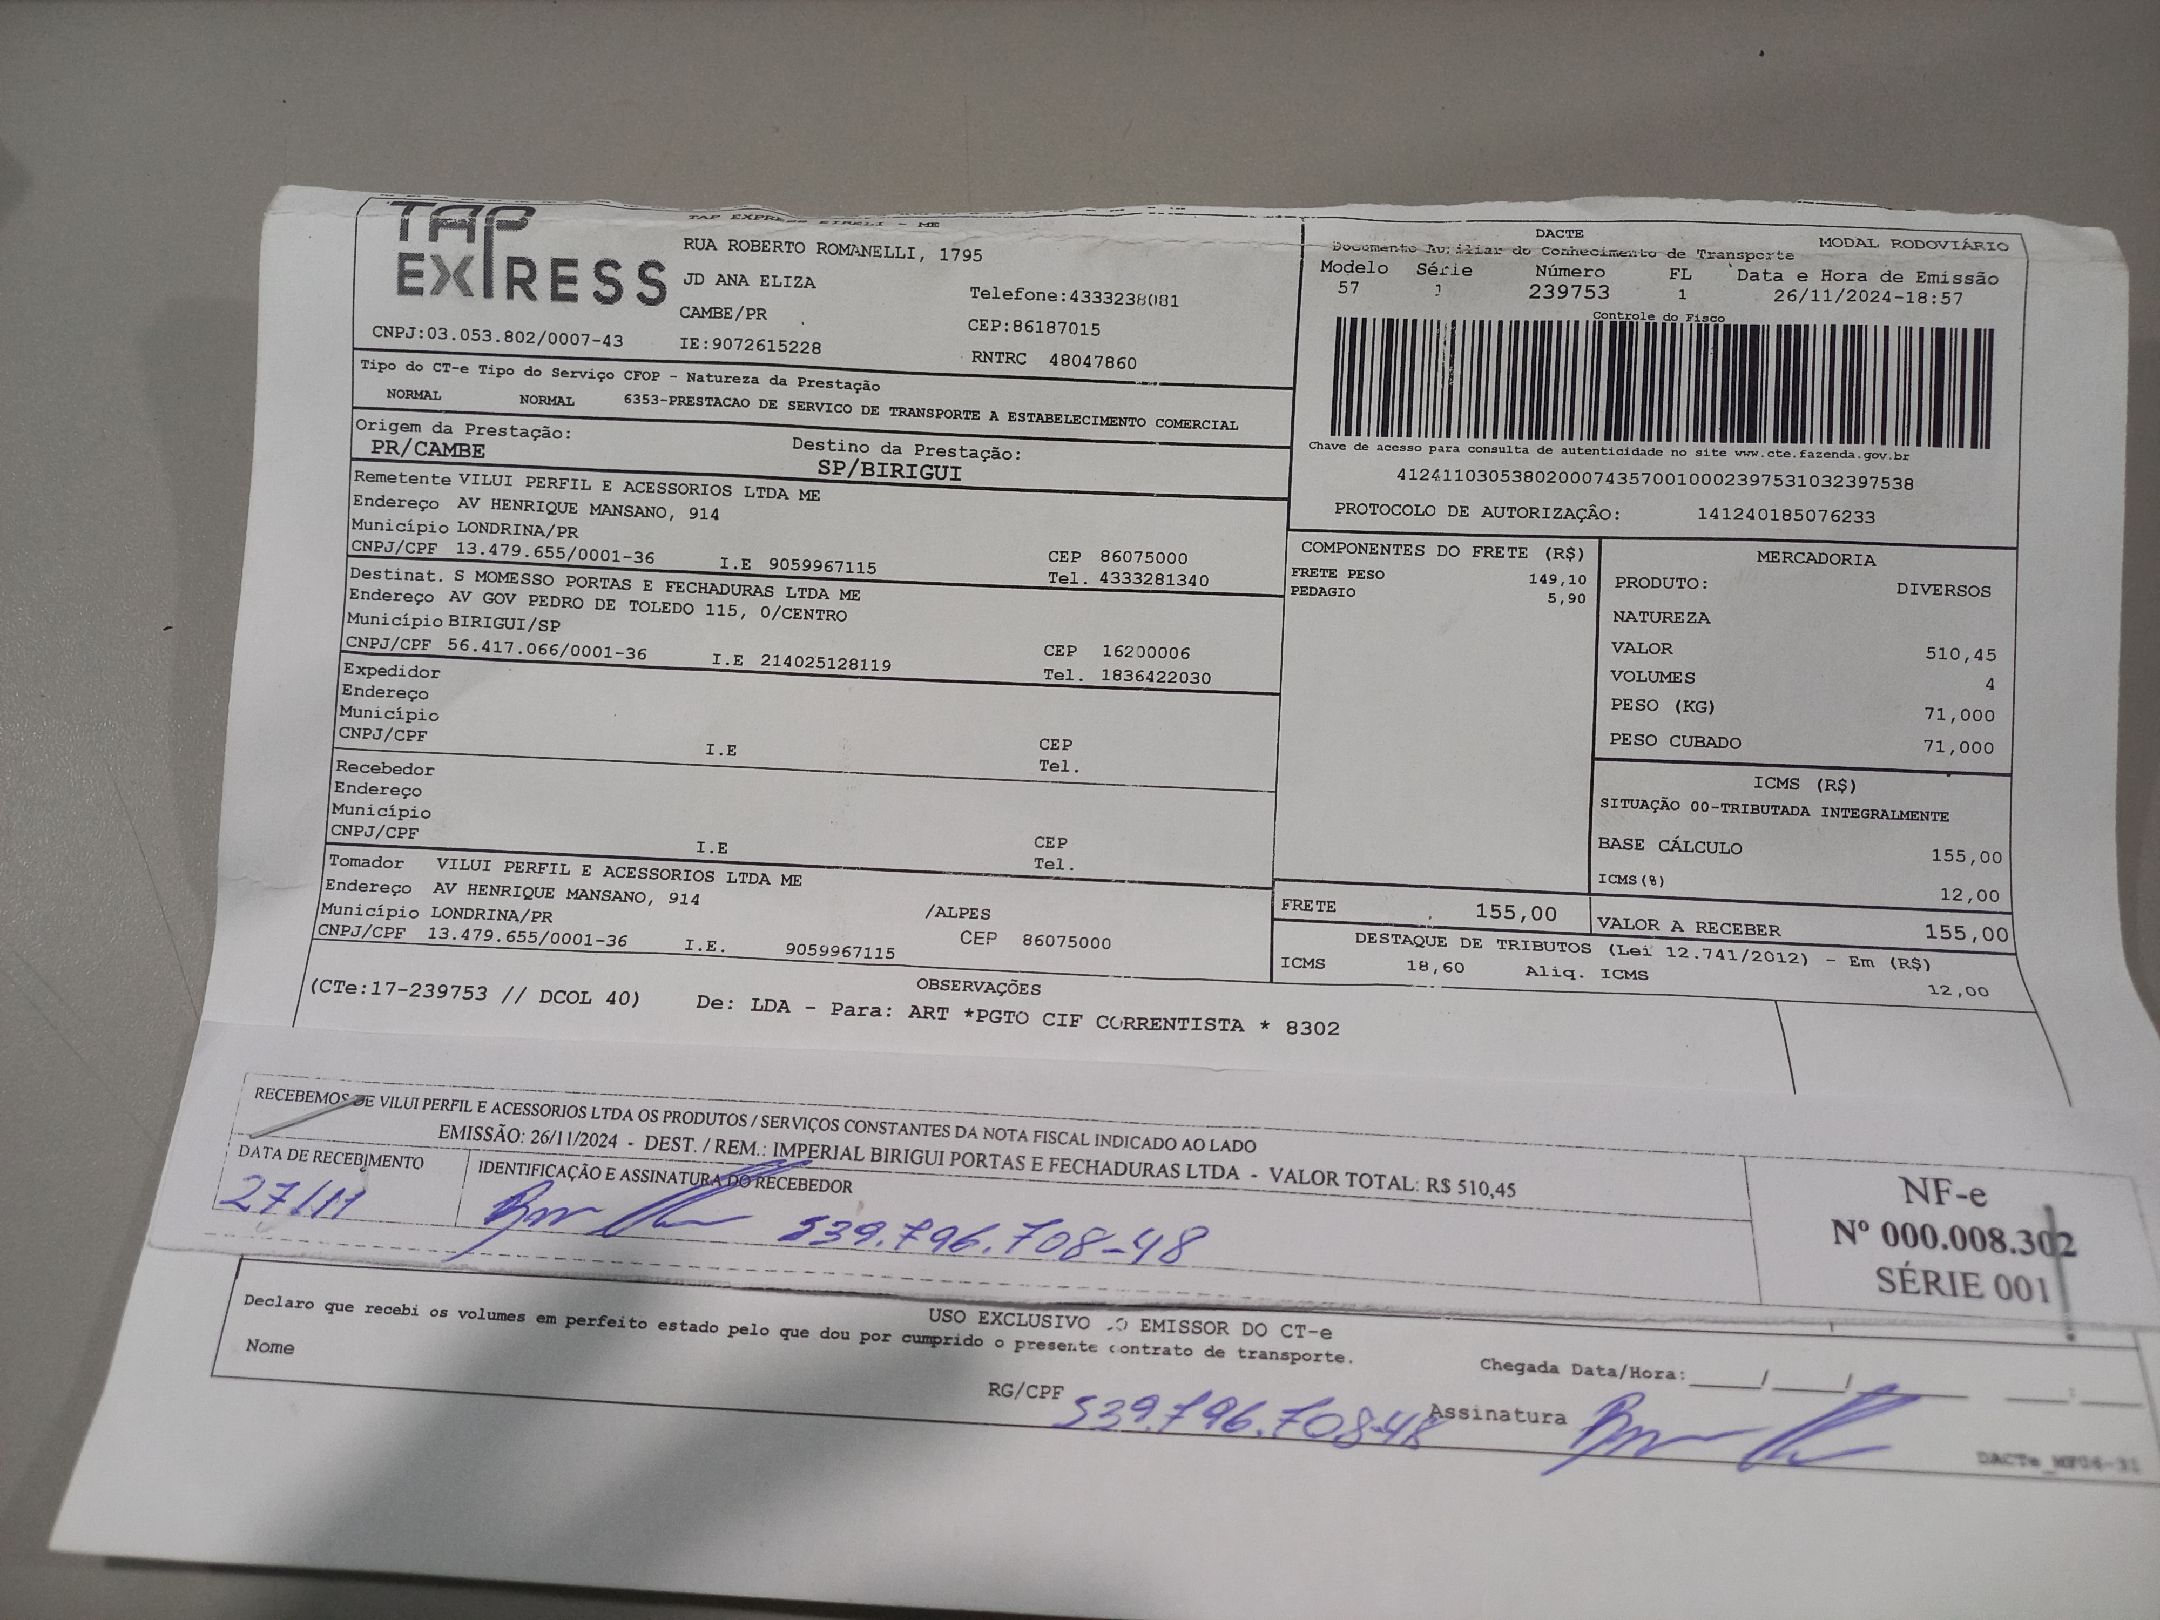 TAP EXPRESS
TAP EXPRESS EIRELI - ME
RUA ROBERTO ROMANELLI, 1795
JD ANA ELIZA
CAMBE/PR
Telefone:4333238081
CEP:86187015
CNPJ:03.053.802/0007-43
IE:9072615228
RNTRC 48047860
DACTE
MODAL RODOVIÁRIO
Documento Auxiliar do Conhecimento de Transporte
Modelo Série Número FL Data e Hora de Emissão
57 1 239753 1 26/11/2024-18:57
Controle do Fisco
Chave de acesso para consulta de autenticidade no site www.cte.fazenda.gov.br
41241103053802000743570010002397531032397538
PROTOCOLO DE AUTORIZAÇÂO: 141240185076233
Tipo do CT-e Tipo do Serviço CFOP - Natureza da Prestação
NORMAL NORMAL 6353-PRESTACAO DE SERVICO DE TRANSPORTE A ESTABELECIMENTO COMERCIAL
Origem da Prestação: Destino da Prestação:
PR/CAMBE SP/BIRIGUI
Remetente VILUI PERFIL E ACESSORIOS LTDA ME
Endereço AV HENRIQUE MANSANO, 914
Município LONDRINA/PR
CNPJ/CPF 13.479.655/0001-36 I.E 9059967115 CEP 86075000
Tel. 4333281340
Destinat. S MOMESSO PORTAS E FECHADURAS LTDA ME
Endereço AV GOV PEDRO DE TOLEDO 115, 0/CENTRO
Município BIRIGUI/SP
CNPJ/CPF 56.417.066/0001-36 I.E 214025128119 CEP 16200006
Tel. 1836422030
Expedidor
Endereço
Município
CNPJ/CPF I.E CEP
Tel.
Recebedor
Endereço
Município
CNPJ/CPF I.E CEP
Tel.
Tomador VILUI PERFIL E ACESSORIOS LTDA ME
Endereço AV HENRIQUE MANSANO, 914 /ALPES
Município LONDRINA/PR CEP 86075000
CNPJ/CPF 13.479.655/0001-36 I.E. 9059967115
COMPONENTES DO FRETE (R$)
FRETE PESO 149,10
PEDAGIO 5,90
MERCADORIA
PRODUTO: DIVERSOS
NATUREZA
VALOR 510,45
VOLUMES 4
PESO (KG) 71,000
PESO CUBADO 71,000
ICMS (R$)
SITUAÇÃO 00-TRIBUTADA INTEGRALMENTE
BASE CÁLCULO 155,00
ICMS(%) 12,00
FRETE 155,00 VALOR A RECEBER 155,00
DESTAQUE DE TRIBUTOS (Lei 12.741/2012) - Em (R$)
ICMS 18,60 Aliq. ICMS 12,00
OBSERVAÇÕES
(CTe:17-239753 // DCOL 40) De: LDA - Para: ART *PGTO CIF CORRENTISTA * 8302
RECEBEMOS DE VILUI PERFIL E ACESSORIOS LTDA OS PRODUTOS / SERVIÇOS CONSTANTES DA NOTA FISCAL INDICADO AO LADO
EMISSÃO: 26/11/2024 - DEST. / REM.: IMPERIAL BIRIGUI PORTAS E FECHADURAS LTDA - VALOR TOTAL: R$ 510,45
DATA DE RECEBIMENTO IDENTIFICAÇÃO E ASSINATURA DO RECEBEDOR
27/11 539.796.708-48
NF-e
Nº 000.008.302
SÉRIE 001
USO EXCLUSIVO DO EMISSOR DO CT-e
Declaro que recebi os volumes em perfeito estado pelo que dou por cumprido o presente contrato de transporte.
Nome
Chegada Data/Hora:
RG/CPF 539.796.708-48 Assinatura